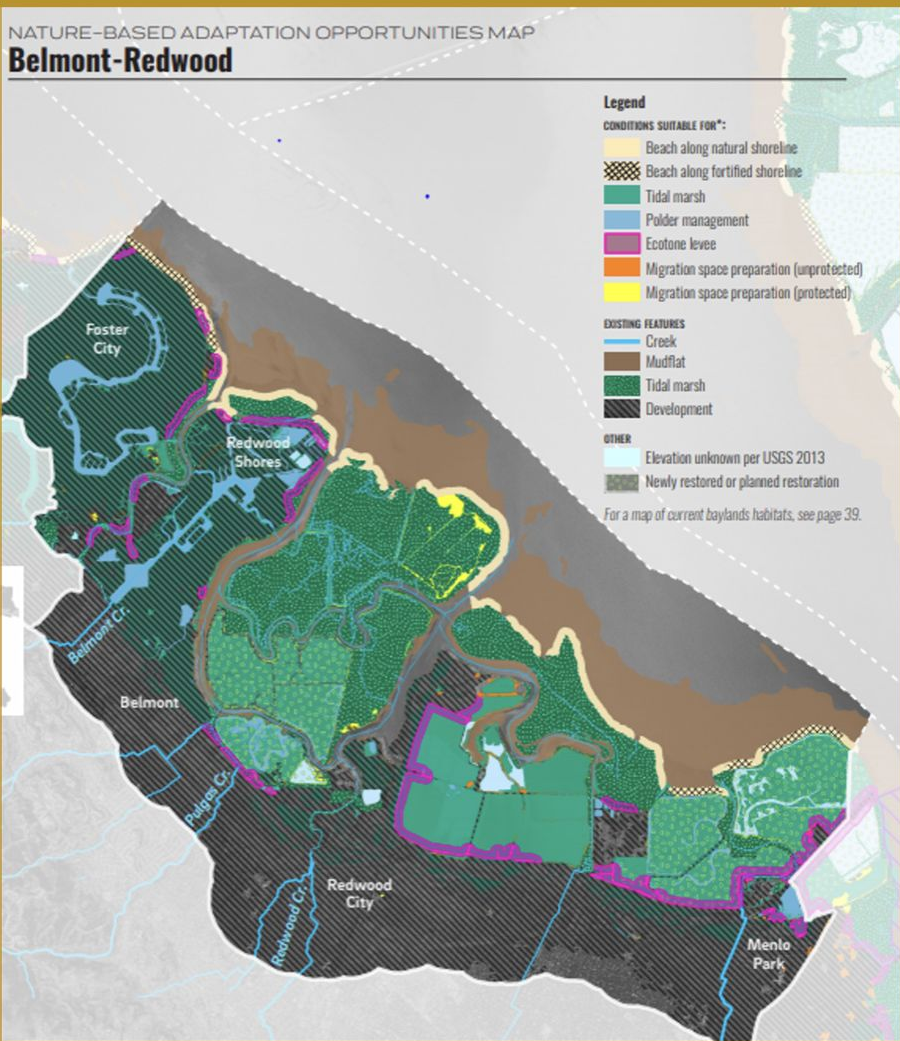 NATURE-BASED ADAPTATION OPPORTUNITIES MAP
Belmont-Redwood
Legend
CONDITIONS SUITABLE FOR*:
Beach along natural shoreline
Beach along fortified shoreline
Tidal marsh
Polder management
Ecotone levee
Migration space preparation (unprotected)
Migration space preparation (protected)
EXISTING FEATURES
Creek
Mudflat
Tidal marsh
Development
OTHER
Elevation unknown per USGS 2013
Newly restored or planned restoration
For a map of current baylands habitats, see page 39.
Foster
City
Redwood
Shores
Belmont Cr.
Belmont
Pulgas Cr.
Redwood
City
Redwood Cr.
Menlo
Park